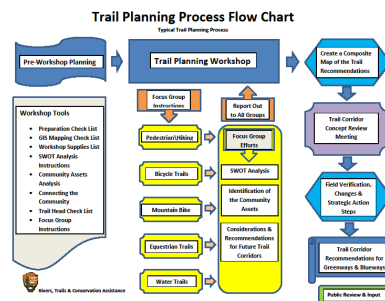 Trail Planning Process Flow Chart
Typical Trail Planning Process
Pre-Workshop Planning
Trail Planning Workshop
Create a Composite
Map of the Trail
Recommendations
Workshop Tools
• Preparation Check List
• GIS Mapping Check List
• Workshop Supplies List
• SWOT Analysis
Instructions
• Community Assets
Analysis
• Connecting the
Community
• Trail Head Check List
• Focus Group
Instructions
Focus Group
Instructions
Report Out
to All Groups
Pedestrian\Hiking
Bicycle Trails
Mountain Bike
Equestrian Trails
Water Trails
Focus Group
Efforts
SWOT Analysis
Identification of
the Community
Assets
Considerations &
Recommendations
for Future Trail
Corridors
Trail Corridor
Concept Review
Meeting
Field Verification,
Changes &
Strategic Action
Steps
Trail Corridor
Recommendations for
Greenways & Blueways
Public Review & Input
Rivers, Trails & Conservation Assistance